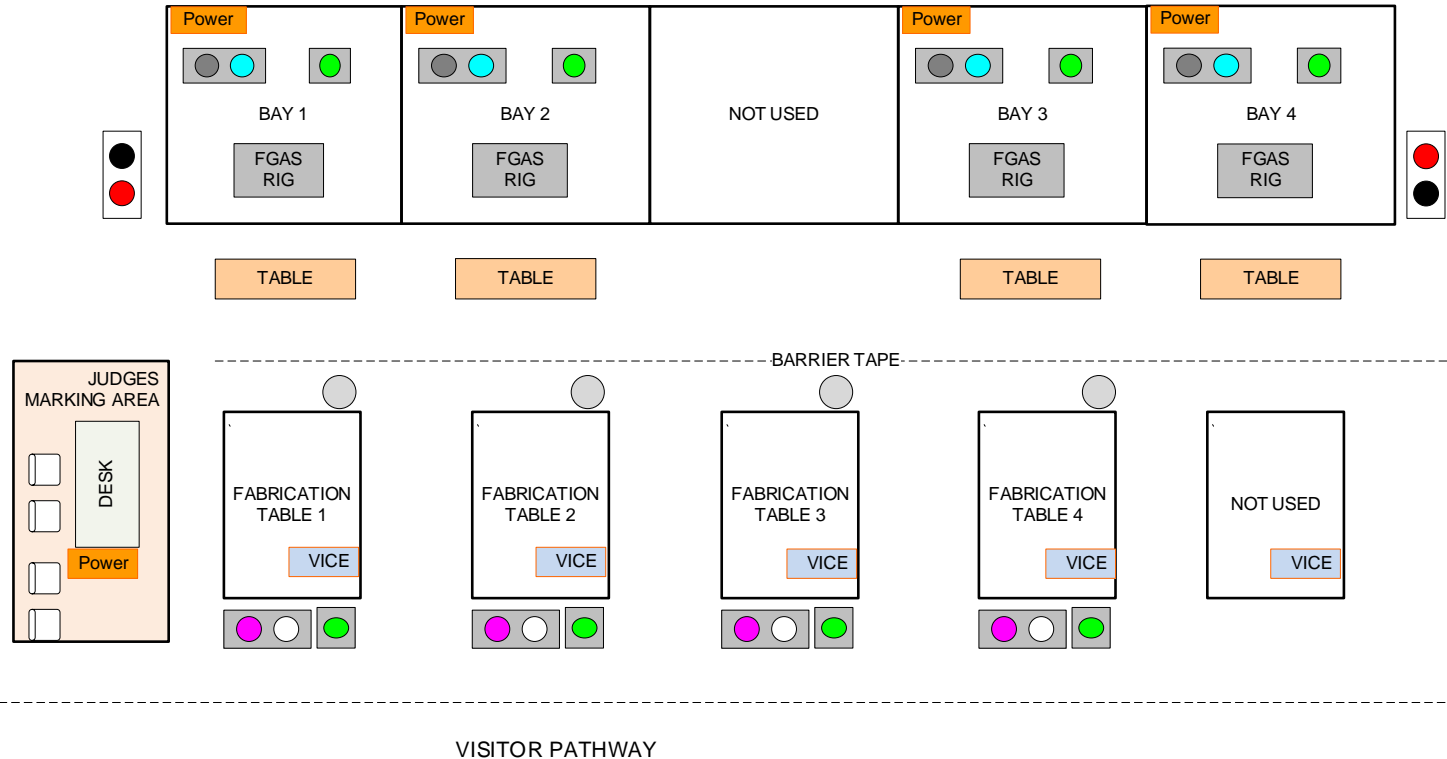 Power
Power
Power
Power
BAY 1
BAY 2
NOT USED
BAY 3
BAY 4
FGAS
RIG
FGAS
RIG
FGAS
RIG
FGAS
RIG
TABLE
TABLE
TABLE
TABLE
BARRIER TAPE
JUDGES
MARKING AREA
DESK
Power
FABRICATION
TABLE 1
VICE
FABRICATION
TABLE 2
VICE
FABRICATION
TABLE 3
VICE
FABRICATION
TABLE 4
VICE
NOT USED
VICE
VISITOR PATHWAY